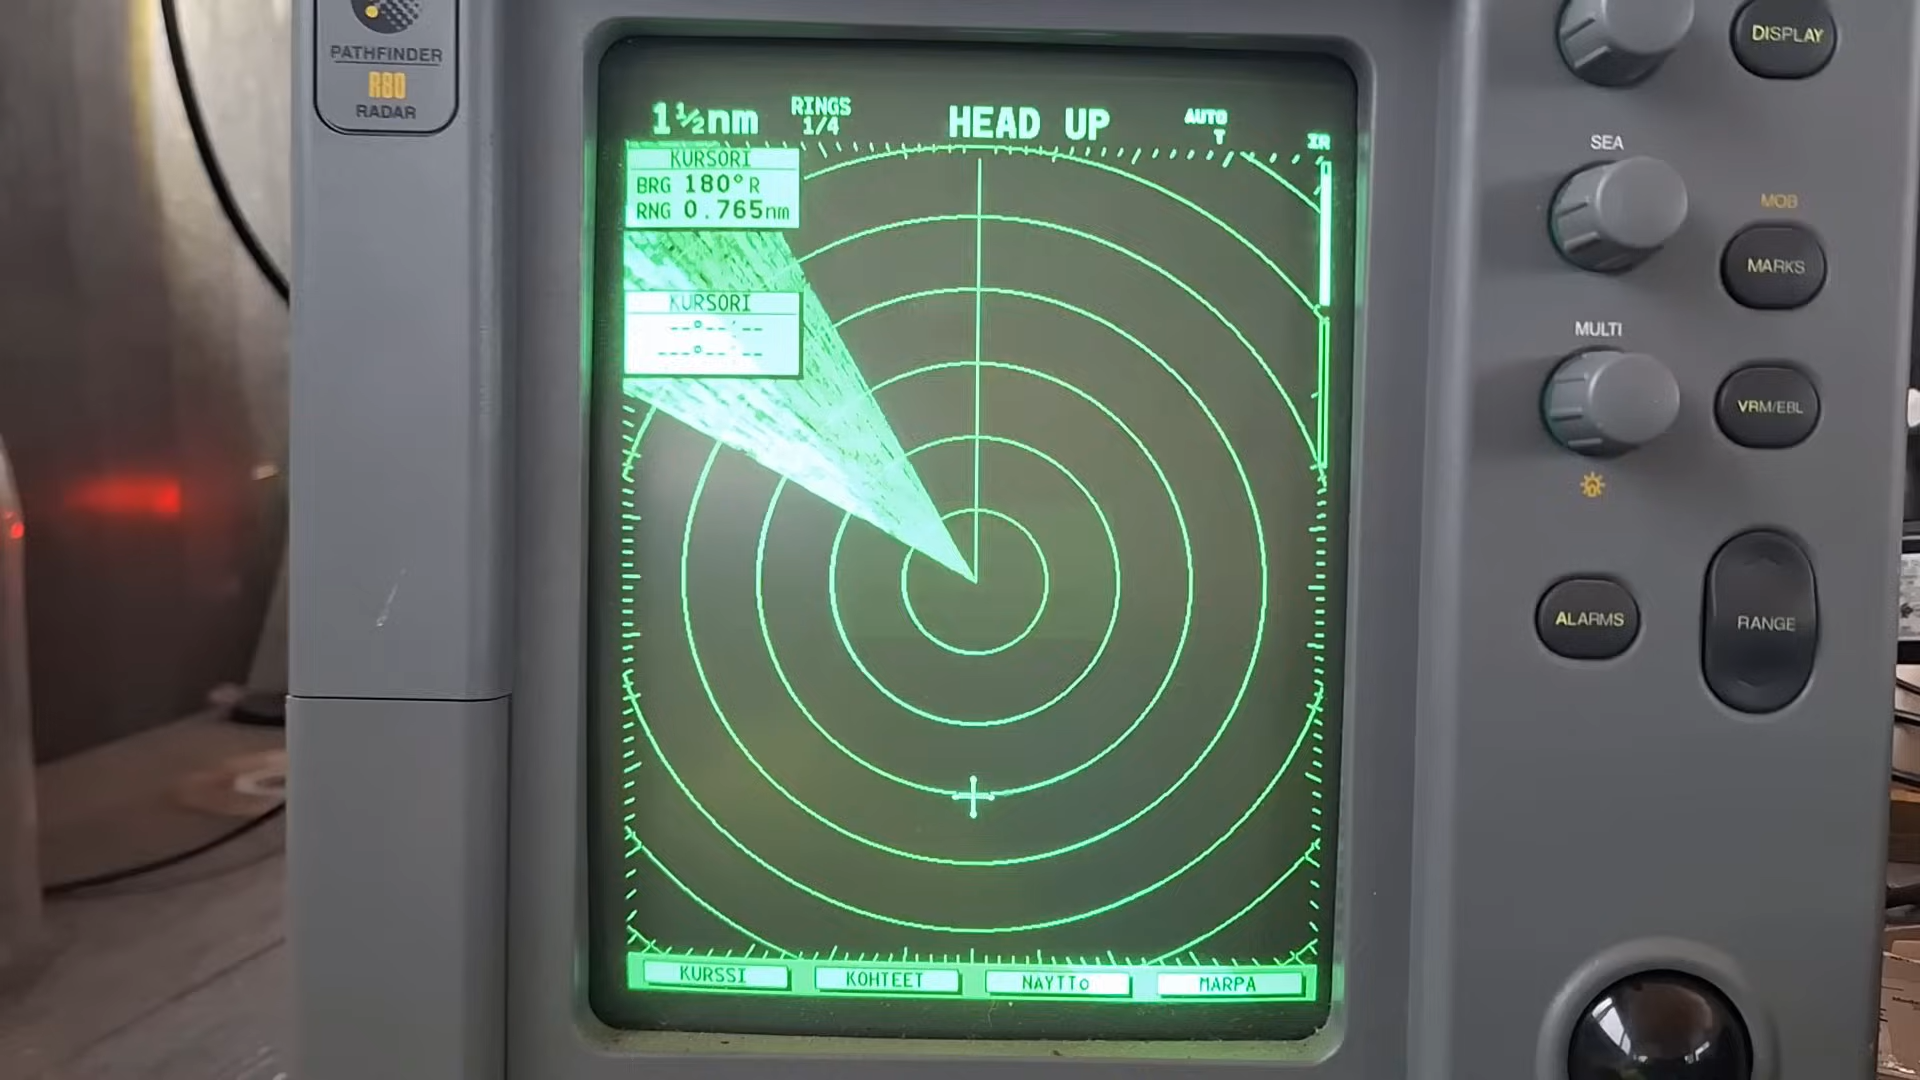 PATHFINDER
R80
RADAR
1½nm
RINGS
1/4
HEAD UP
AUTO
T
IR
KURSORI
BRG 180°R
RNG 0.765nm
KURSORI
---°--'--
---°--'--
KURSSI
KOHTEET
NÄYTTö
MARPA
DISPLAY
SEA
MOB
MARKS
MULTI
VRM/EBL
ALARMS
RANGE